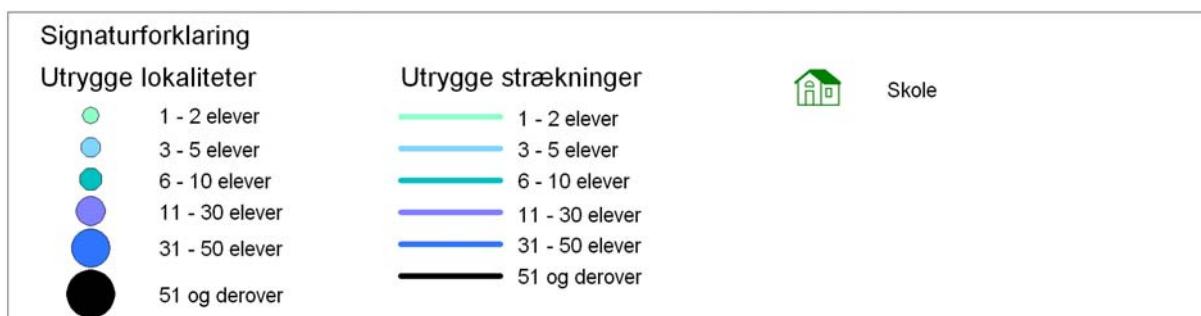 Signaturforklaring
Utrygge lokaliteter
1 - 2 elever
3 - 5 elever
6 - 10 elever
11 - 30 elever
31 - 50 elever
51 og derover
Utrygge strækninger
1 - 2 elever
3 - 5 elever
6 - 10 elever
11 - 30 elever
31 - 50 elever
51 og derover
Skole